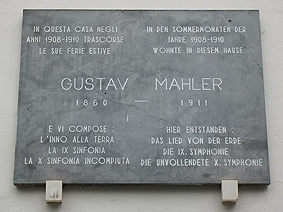 IN QUESTA CASA NEGLI
ANNI 1908-1910 TRASCORSE
LE SUE FERIE ESTIVE
IN DEN SOMMERMONATEN DER
JAHRE 1908-1910
WOHNTE IN DIESEM HAUSE
GUSTAV MAHLER
1860 — 1911
E VI COMPOSE :
L'INNO ALLA TERRA
LA IX SINFONIA
LA X SINFONIA INCOMPIUTA
HIER ENTSTANDEN :
DAS LIED VON DER ERDE
DIE IX. SYMPHONIE
DIE UNVOLLENDETE X. SYMPHONIE